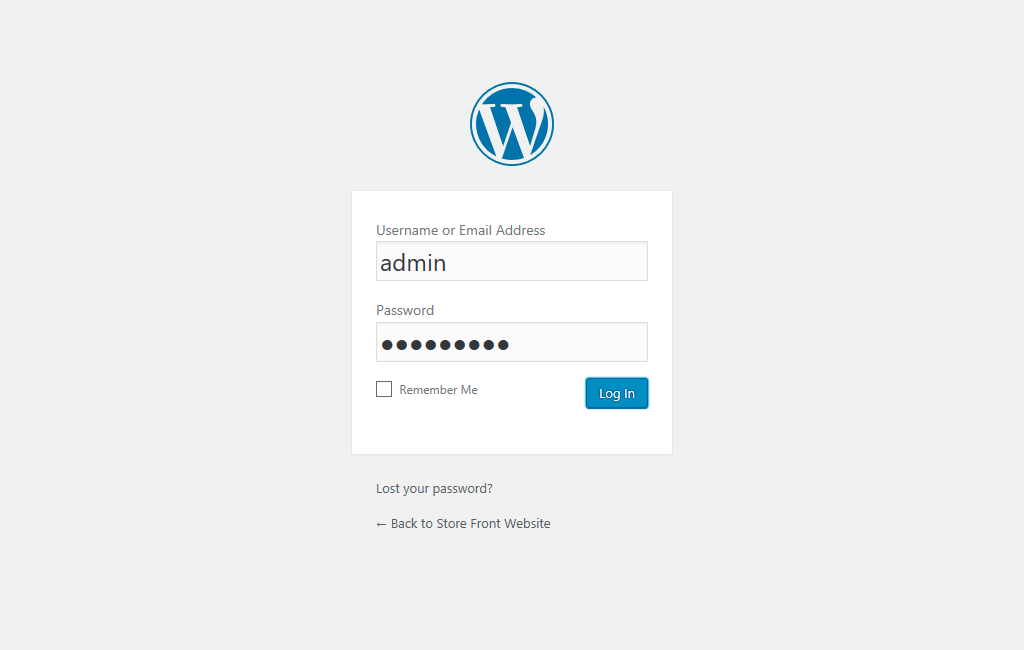 Username or Email Address
admin
Password
●●●●●●●●●
Remember Me
Log In
Lost your password?
← Back to Store Front Website